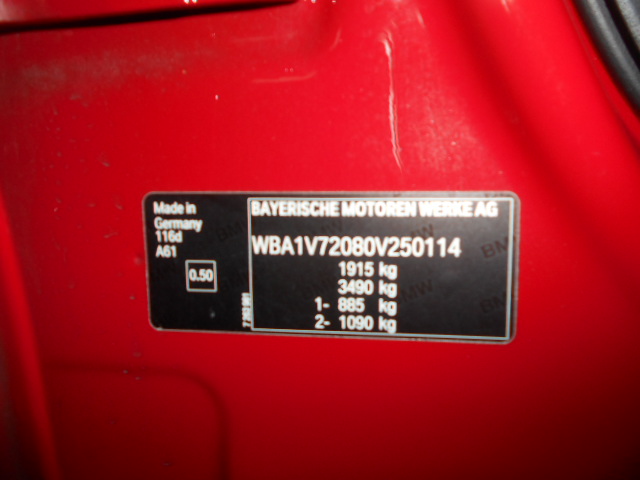 Made in
Germany
116d
A61
0.50
BAYERISCHE MOTOREN WERKE AG
WBA1V72080V250114
1915 kg
3490 kg
1- 885 kg
2- 1090 kg
BMW